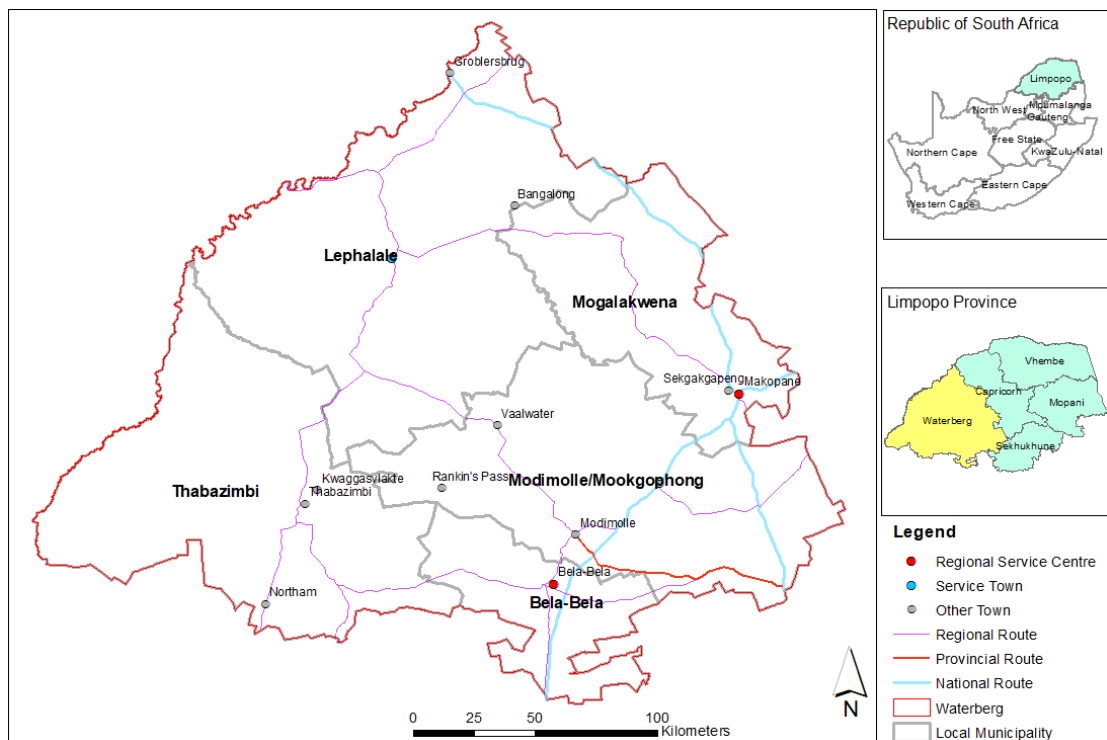 Groblersbrug
Bangalong
Lephalale
Mogalakwena
Sekgakgapeng
Makopane
Vaalwater
Kwaggasvlakte
Thabazimbi
Thabazimbi
Rankin's Pass
Modimolle/Mookgophong
Modimolle
Bela-Bela
Bela-Bela
Northam
0 25 50 100
Kilometers
N
Republic of South Africa
Limpopo
North West
Mpumalanga
Gauteng
Free State
KwaZulu-Natal
Northern Cape
Eastern Cape
Western Cape
Limpopo Province
Vhembe
Capricorn
Mopani
Waterberg
Sekhukhune
Legend
Regional Service Centre
Service Town
Other Town
Regional Route
Provincial Route
National Route
Waterberg
Local Municipality